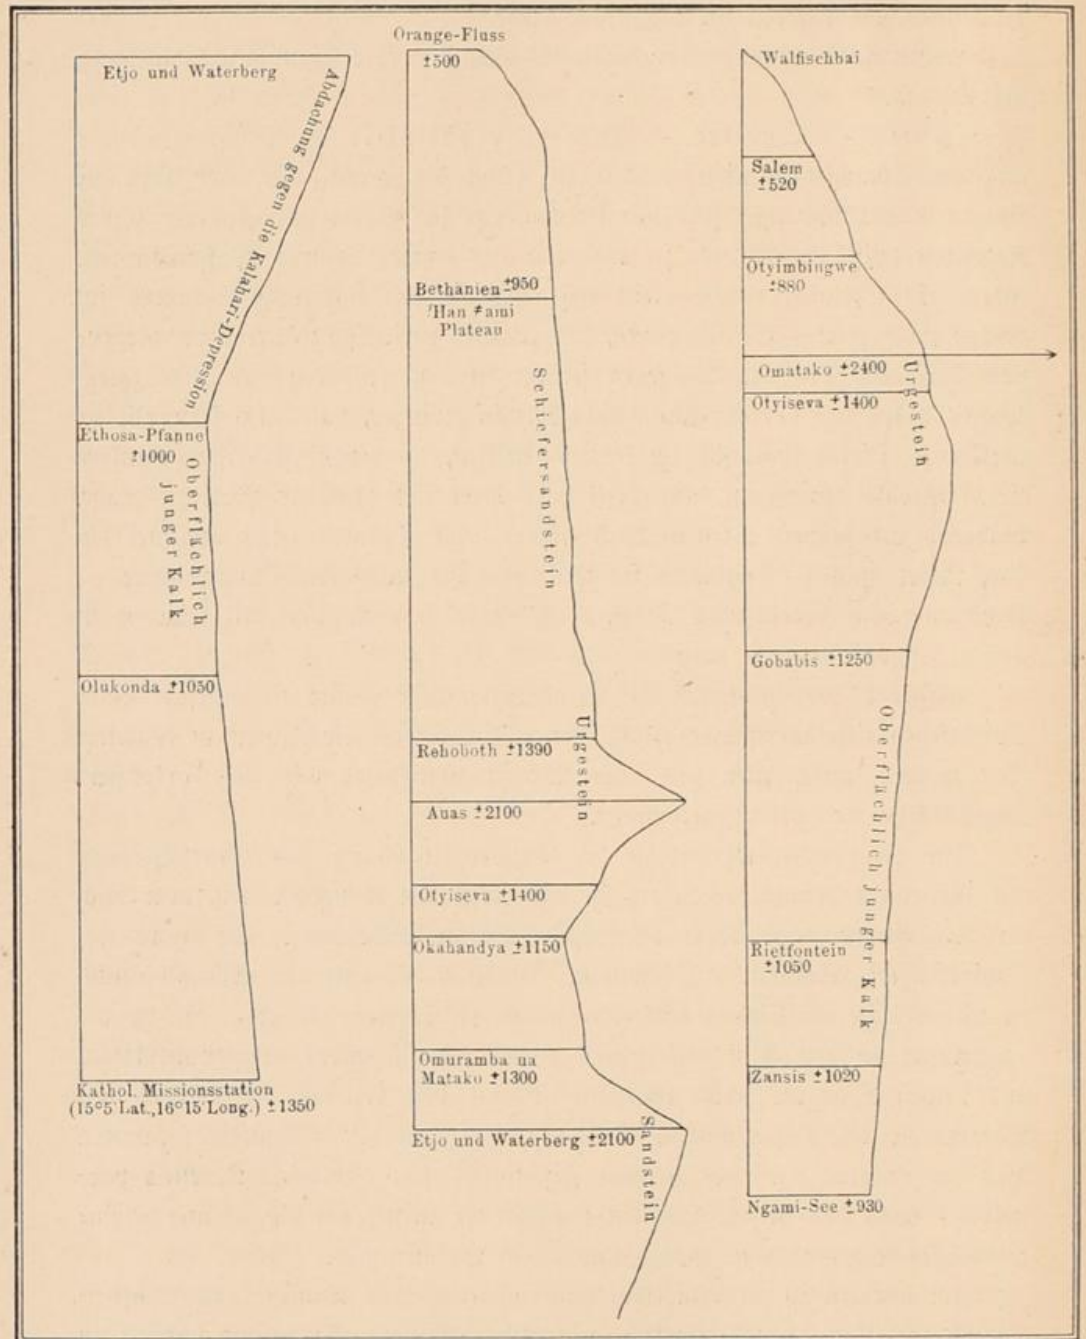 Etjo und Waterberg
Abdachung gegen die Kalahari-Depression
Ethosa-Pfanne
±1000
Oberflächlich
junger Kalk
Olukonda ±1050
Kathol. Missionsstation
(15°5' Lat., 16°15' Long.) ±1350
Orange-Fluss
±500
Bethanien ±950
ǃHan ǂami
Plateau
Schiefersandstein
Rehoboth ±1390
Urgestein
Auas ±2100
Otyiseva ±1400
Okahandya ±1150
Omuramba ua
Matako ±1300
Etjo und Waterberg ±2100
Sandstein
Walfischbai
Salem
±520
Otyimbingwe
±880
Omatako ±2400
Urgestein
Otyiseva ±1400
Gobabis ±1250
Oberflächlich junger Kalk
Rietfontein
±1050
Zansis ±1020
Ngami-See ±930